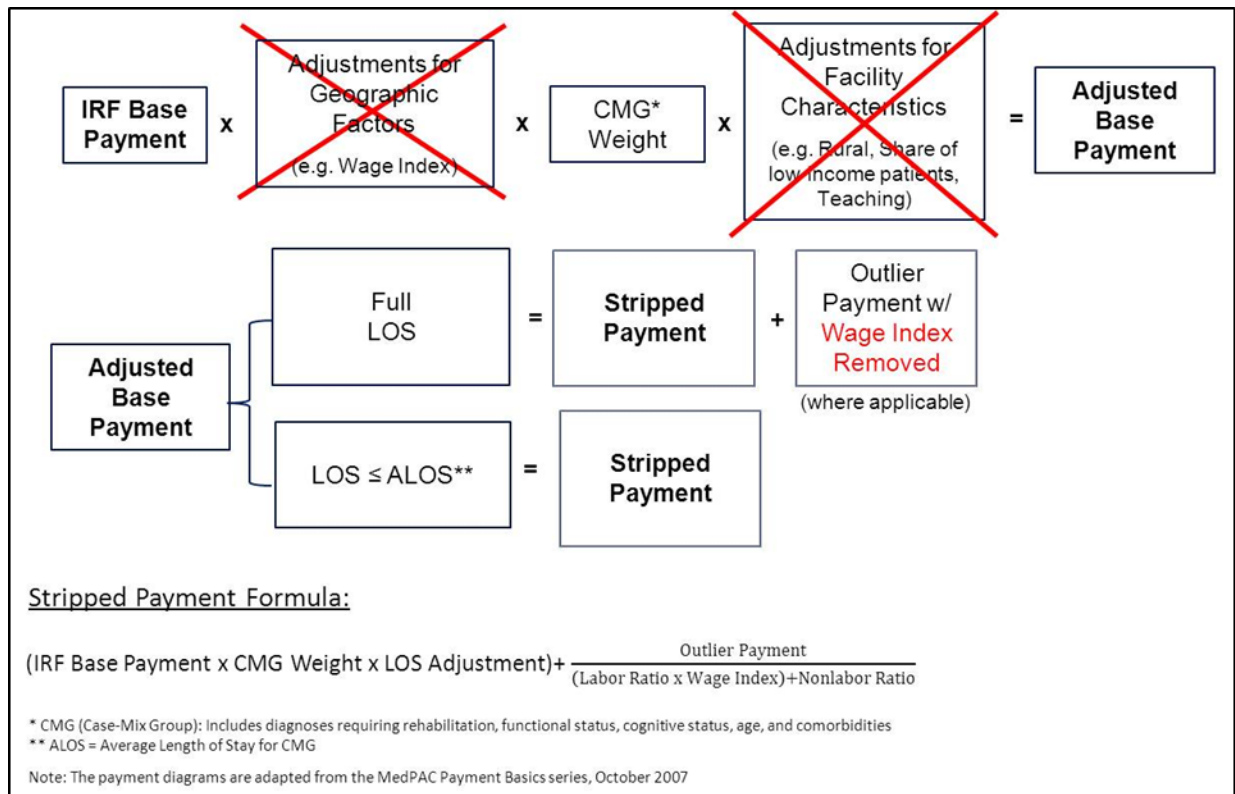 IRF Base
Payment
x
Adjustments for
Geographic
Factors
(e.g. Wage Index)
x
CMG*
Weight
x
Adjustments for
Facility
Characteristics
(e.g. Rural, Share of
low income patients,
Teaching)
=
Adjusted
Base
Payment
Adjusted
Base
Payment
Full
LOS
=
Stripped
Payment
+
Outlier
Payment w/
Wage Index
Removed
(where applicable)
LOS ≤ ALOS**
=
Stripped
Payment
Stripped Payment Formula:
(IRF Base Payment x CMG Weight x LOS Adjustment)+
Outlier Payment
(Labor Ratio x Wage Index)+Nonlabor Ratio
* CMG (Case-Mix Group): Includes diagnoses requiring rehabilitation, functional status, cognitive status, age, and comorbidities
** ALOS = Average Length of Stay for CMG
Note: The payment diagrams are adapted from the MedPAC Payment Basics series, October 2007